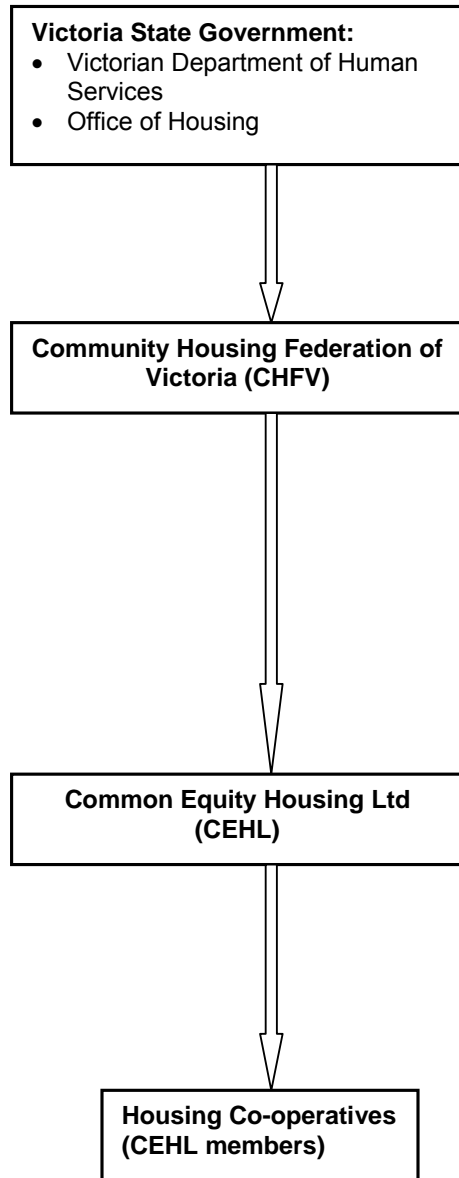 Victoria State Government:
• Victorian Department of Human
Services
• Office of Housing
Community Housing Federation of
Victoria (CHFV)
Common Equity Housing Ltd
(CEHL)
Housing Co-operatives
(CEHL members)